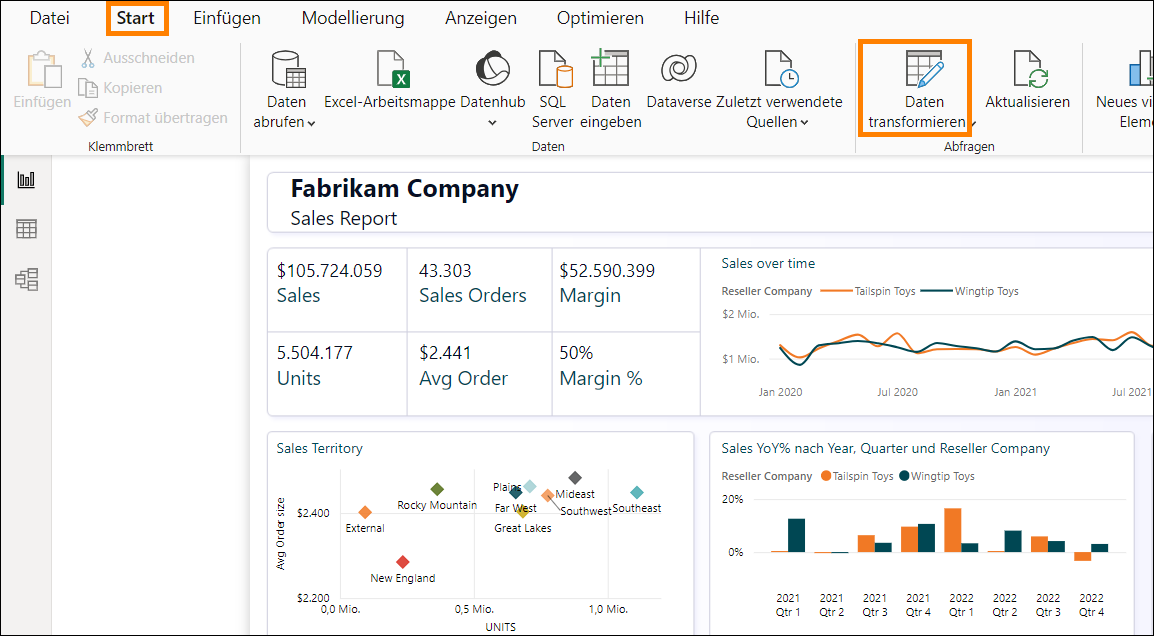 Datei Start Einfügen Modellierung Anzeigen Optimieren Hilfe
Einfügen
Ausschneiden
Kopieren
Format übertragen
Klemmbrett
Daten
abrufen
Excel-Arbeitsmappe
Datenhub
SQL
Server
Daten
eingeben
Dataverse
Zuletzt verwendete
Quellen
Daten
Daten
transformieren
Aktualisieren
Abfragen
Neues vi
Elem
Fabrikam Company
Sales Report
$105.724.059
Sales
43.303
Sales Orders
$52.590.399
Margin
5.504.177
Units
$2.441
Avg Order
50%
Margin %
Sales over time
Reseller Company Tailspin Toys Wingtip Toys
$2 Mio.
$1 Mio.
Jan 2020 Jul 2020 Jan 2021 Jul 2021
Sales Territory
Avg Order size
$2.400
$2.200
Rocky Mountain
External
New England
Plains
Far West
Great Lakes
Mideast
Southwest
Southeast
0,0 Mio. 0,5 Mio. 1,0 Mio.
UNITS
Sales YoY% nach Year, Quarter und Reseller Company
Reseller Company Tailspin Toys Wingtip Toys
20%
0%
2021 2021 2021 2021 2022 2022 2022 2022
Qtr 1 Qtr 2 Qtr 3 Qtr 4 Qtr 1 Qtr 2 Qtr 3 Qtr 4